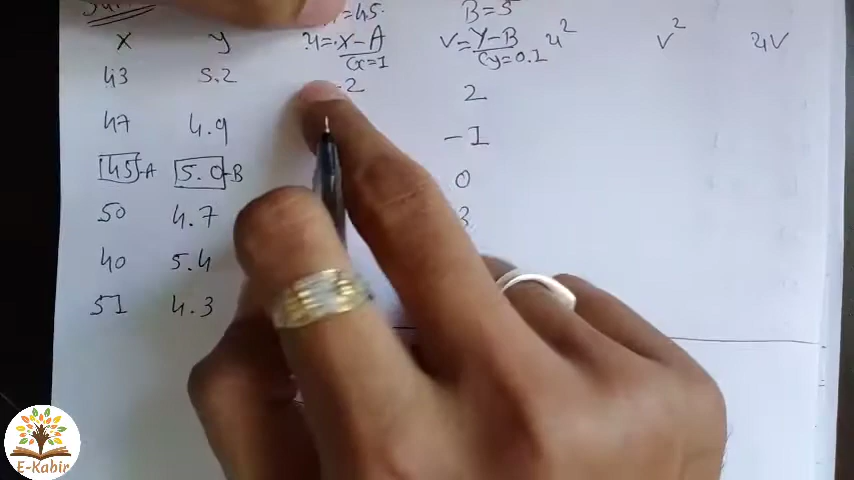 =45. B=5
x y u=x-A/Cx=1 v=Y-B/Cy=0.1 u² v² uv
43 5.2 -2 2
47 4.9 -1
45-A 5.0-B 0
50 4.7 3
40 5.4
51 4.3
E-Kabir